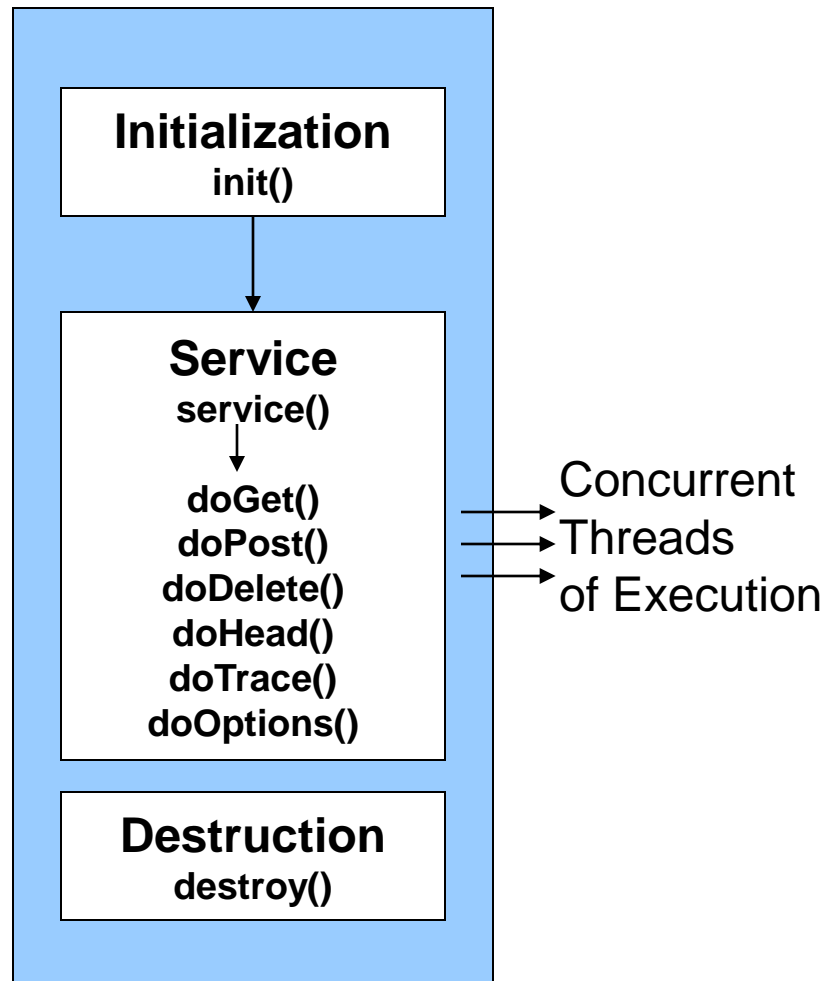 Initialization
init()
Service
service()
doGet()
doPost()
doDelete()
doHead()
doTrace()
doOptions()
Concurrent
Threads
of Execution
Destruction
destroy()